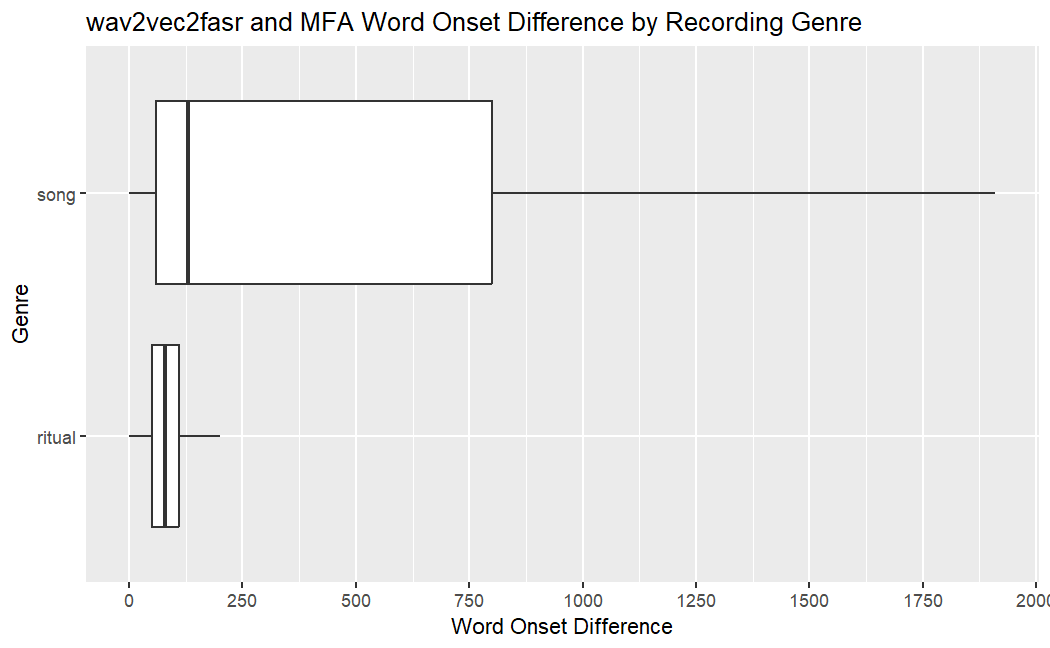 wav2vec2fasr and MFA Word Onset Difference by Recording Genre
song
ritual
Genre
0 250 500 750 1000 1250 1500 1750 2000
Word Onset Difference